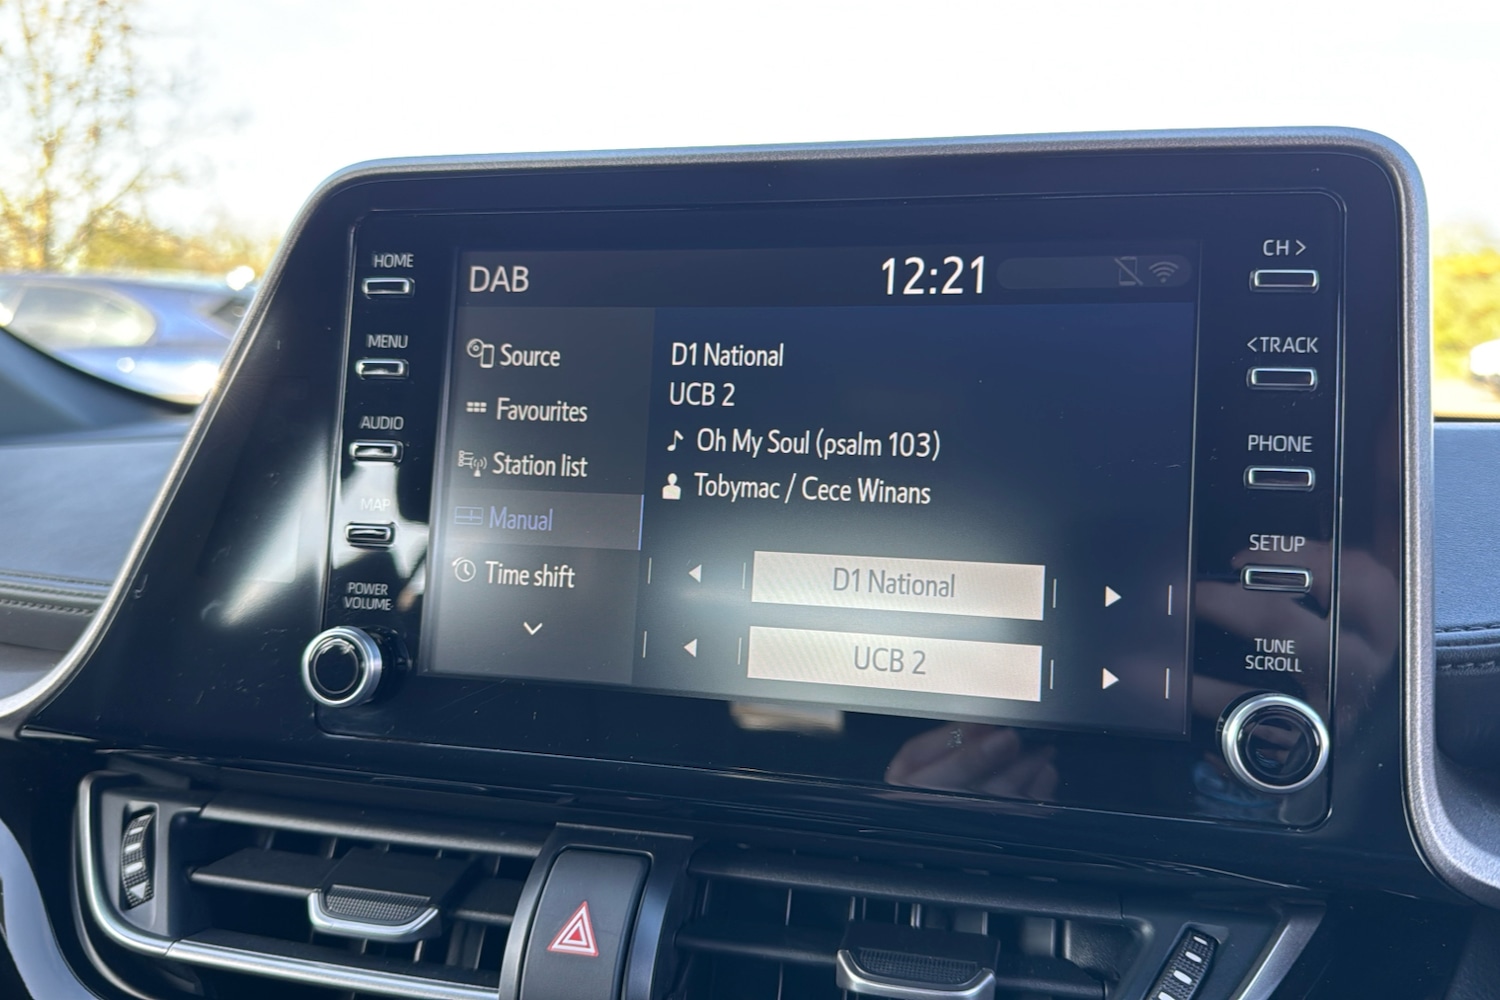 HOME
MENU
AUDIO
MAP
POWER
VOLUME
DAB
12:21
Source
Favourites
Station list
Manual
Time shift
D1 National
UCB 2
Oh My Soul (psalm 103)
Tobymac / Cece Winans
D1 National
UCB 2
CH >
<TRACK
PHONE
SETUP
TUNE
SCROLL